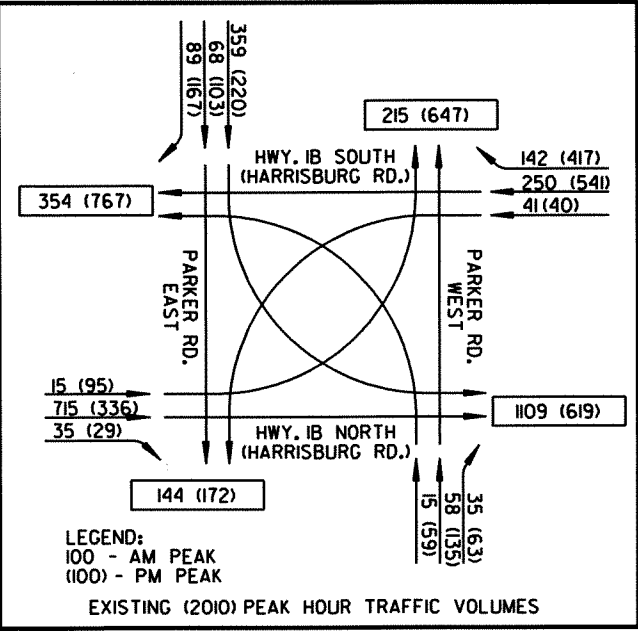 359 (220)
68 (103)
89 (167)
215 (647)
HWY. 1B SOUTH
(HARRISBURG RD.)
142 (417)
250 (541)
41(40)
354 (767)
PARKER RD.
EAST
PARKER RD.
WEST
15 (95)
715 (336)
35 (29)
HWY. 1B NORTH
(HARRISBURG RD.)
1109 (619)
144 (172)
15 (59)
58 (135)
35 (63)
LEGEND:
100 - AM PEAK
(100) - PM PEAK
EXISTING (2010) PEAK HOUR TRAFFIC VOLUMES